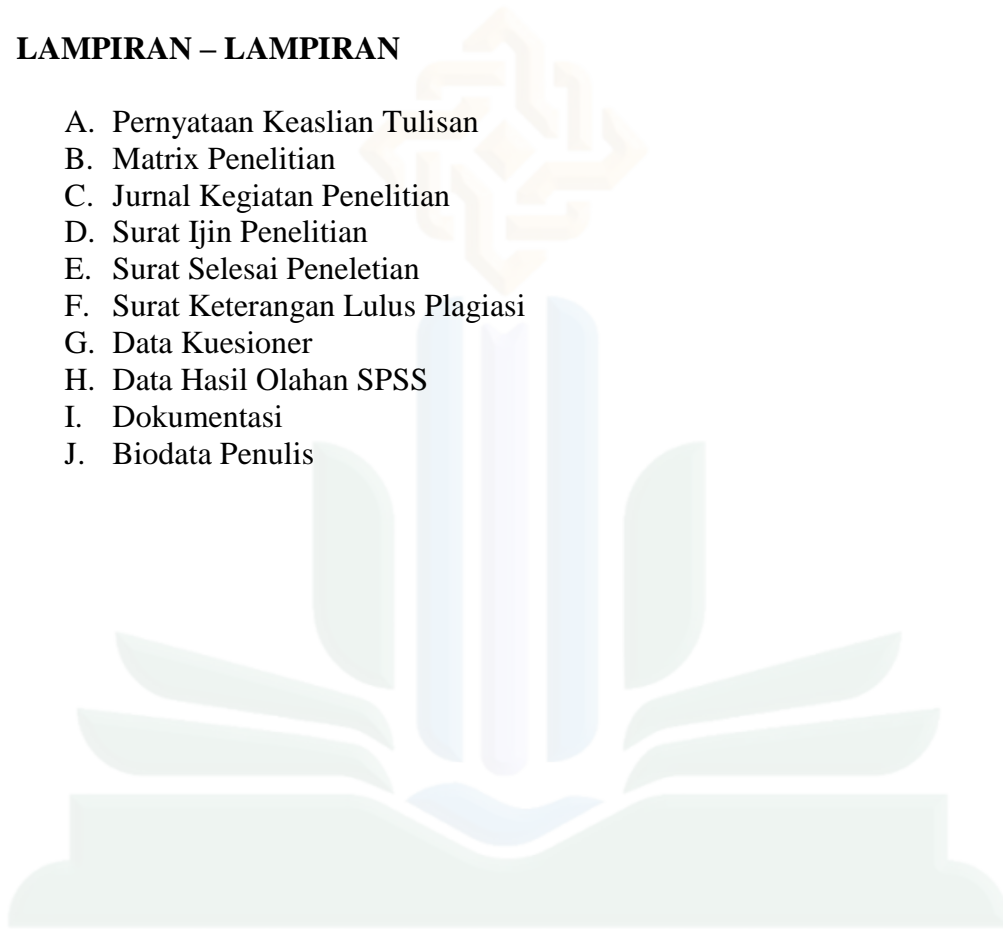 LAMPIRAN – LAMPIRAN
A. Pernyataan Keaslian Tulisan
B. Matrix Penelitian
C. Jurnal Kegiatan Penelitian
D. Surat Ijin Penelitian
E. Surat Selesai Peneletian
F. Surat Keterangan Lulus Plagiasi
G. Data Kuesioner
H. Data Hasil Olahan SPSS
I. Dokumentasi
J. Biodata Penulis